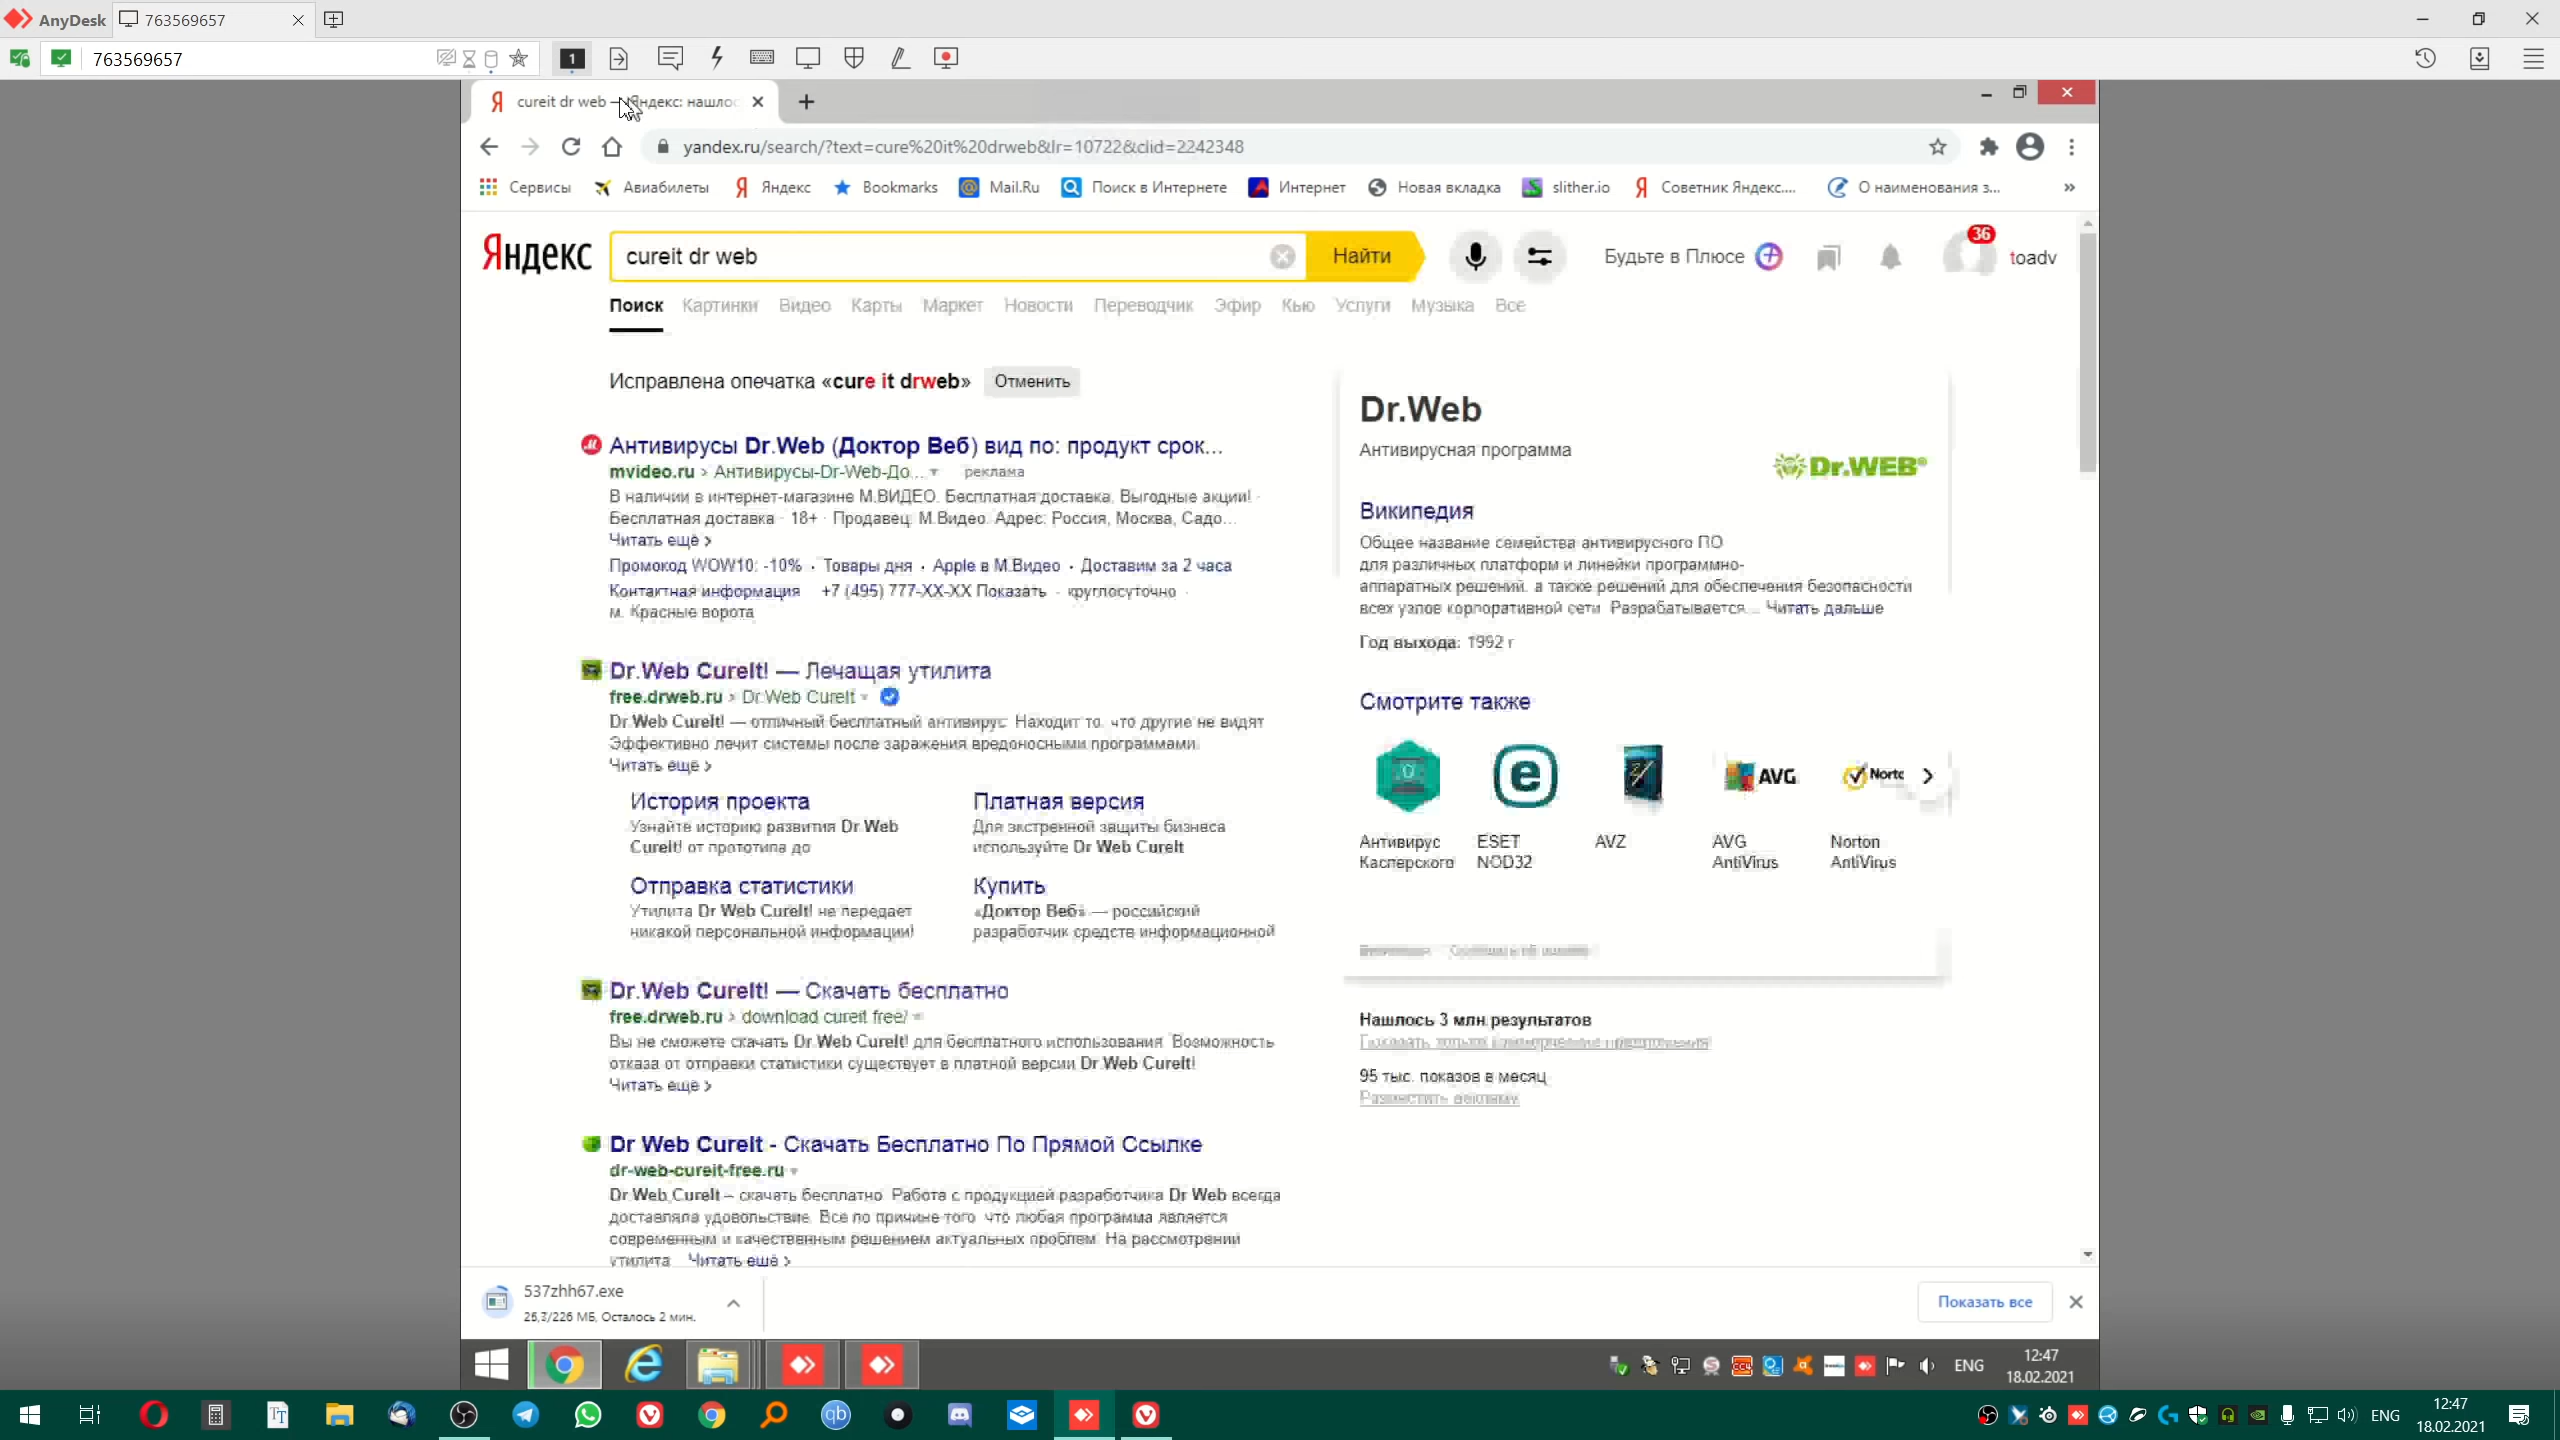 AnyDesk
763569657
763569657
1
cureit dr web — Яндекс: нашлос
yandex.ru/search/?text=cure%20it%20drweb&lr=10722&clid=2242348
Сервисы
Авиабилеты
Яндекс
Bookmarks
Mail.Ru
Поиск в Интернете
Интернет
Новая вкладка
slither.io
Советник Яндекс....
О наименования з...
»
Яндекс
cureit dr web
Найти
Будьте в Плюсе
36
toadv
Поиск Картинки Видео Карты Маркет Новости Переводчик Эфир Кью Услуги Музыка Все
Исправлена опечатка «cure it drweb» Отменить
Антивирусы Dr.Web (Доктор Веб) вид по: продукт срок...
mvideo.ru › Антивирусы-Dr-Web-До... реклама
В наличии в интернет-магазине М.ВИДЕО. Бесплатная доставка. Выгодные акции! ·
Бесплатная доставка · 18+ · Продавец: М.Видео. Адрес: Россия, Москва, Садо...
Читать ещё ›
Промокод WOW10: -10% · Товары дня · Apple в М.Видео · Доставим за 2 часа
Контактная информация · +7 (495) 777-XX-XX Показать · круглосуточно ·
м. Красные ворота
Dr.Web CureIt! — Лечащая утилита
free.drweb.ru › Dr.Web CureIt
Dr.Web CureIt! — отличный бесплатный антивирус. Находит то, что другие не видят.
Эффективно лечит системы после заражения вредоносными программами.
Читать ещё ›
История проекта
Узнайте историю развития Dr.Web
CureIt! от прототипа до
Платная версия
Для экстренной защиты бизнеса
используйте Dr.Web CureIt
Отправка статистики
Утилита Dr.Web CureIt! не передает
никакой персональной информации!
Купить
«Доктор Веб» — российский
разработчик средств информационной
Dr.Web CureIt! — Скачать бесплатно
free.drweb.ru › download cureit free/
Вы не сможете скачать Dr.Web CureIt! для бесплатного использования. Возможность
отказа от отправки статистики существует в платной версии Dr.Web CureIt!
Читать ещё ›
Dr Web CureIt - Скачать Бесплатно По Прямой Ссылке
dr-web-cureit-free.ru
Dr Web CureIt – скачать бесплатно. Работа с продукцией разработчика Dr Web всегда
доставляла удовольствие. Все по причине того, что любая программа является
современным и качественным решением актуальных проблем. На рассмотрении
утилита... Читать ещё ›
Dr.Web
Антивирусная программа
Dr.WEB®
Википедия
Общее название семейства антивирусного ПО
для различных платформ и линейки программно-
аппаратных решений, а также решений для обеспечения безопасности
всех узлов корпоративной сети. Разрабатывается... Читать дальше
Год выхода: 1992 г
Смотрите также
AVG
Norto
Антивирус
Касперского
ESET
NOD32
AVZ
AVG
AntiVirus
Norton
AntiVirus
Нашлось 3 млн результатов
Показать только коммерческие предложения
95 тыс. показов в месяц
Разместить рекламу
537zhh67.exe
25,3/226 МБ, Осталось 2 мин.
Показать все
ENG
12:47
18.02.2021
ENG
12:47
18.02.2021